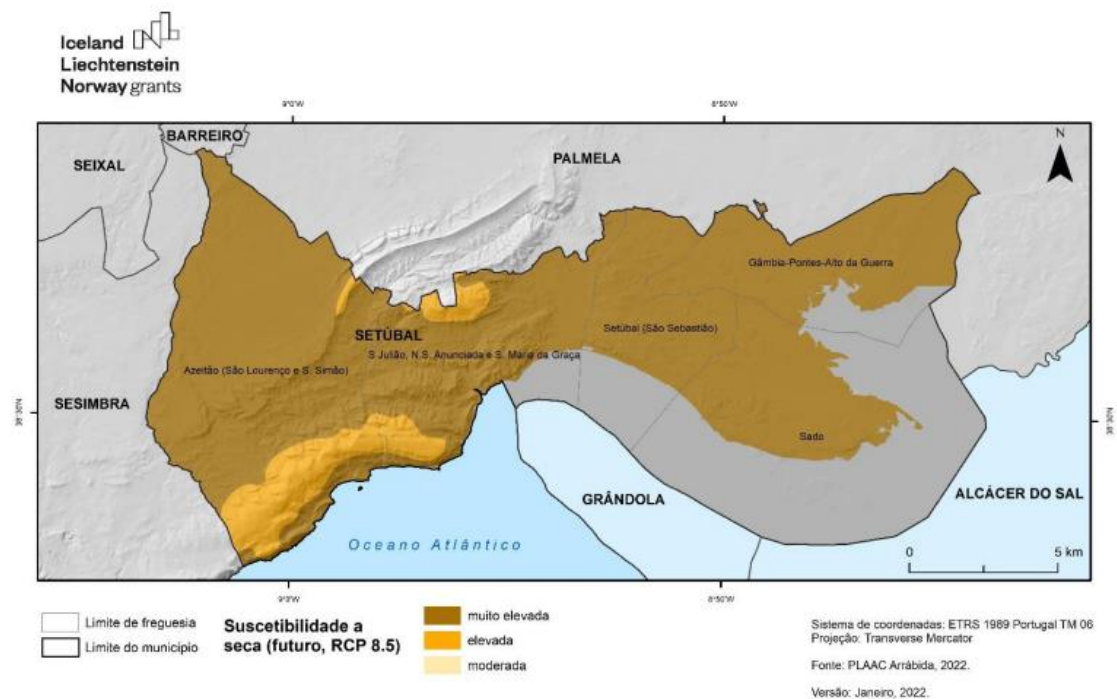 Iceland
Liechtenstein
Norway grants
9°0'W
8°50'W
BARREIRO
SEIXAL
PALMELA
N
Gâmbia-Pontes-Alto da Guerra
SETÚBAL
Setúbal (São Sebastião)
S Julião, N.S. Anunciada e S. Maria da Graça
Azeitão (São Lourenço e S. Simão)
SESIMBRA
38°30'N
38°30'N
Sado
GRÂNDOLA
ALCÁCER DO SAL
Oceano Atlântico
0 5 km
9°0'W
8°50'W
Limite de freguesia
Limite do município
Suscetibilidade a
seca (futuro, RCP 8.5)
muito elevada
elevada
moderada
Sistema de coordenadas: ETRS 1989 Portugal TM 06
Projeção: Transverse Mercator
Fonte: PLAAC Arrábida, 2022.
Versão: Janeiro, 2022.